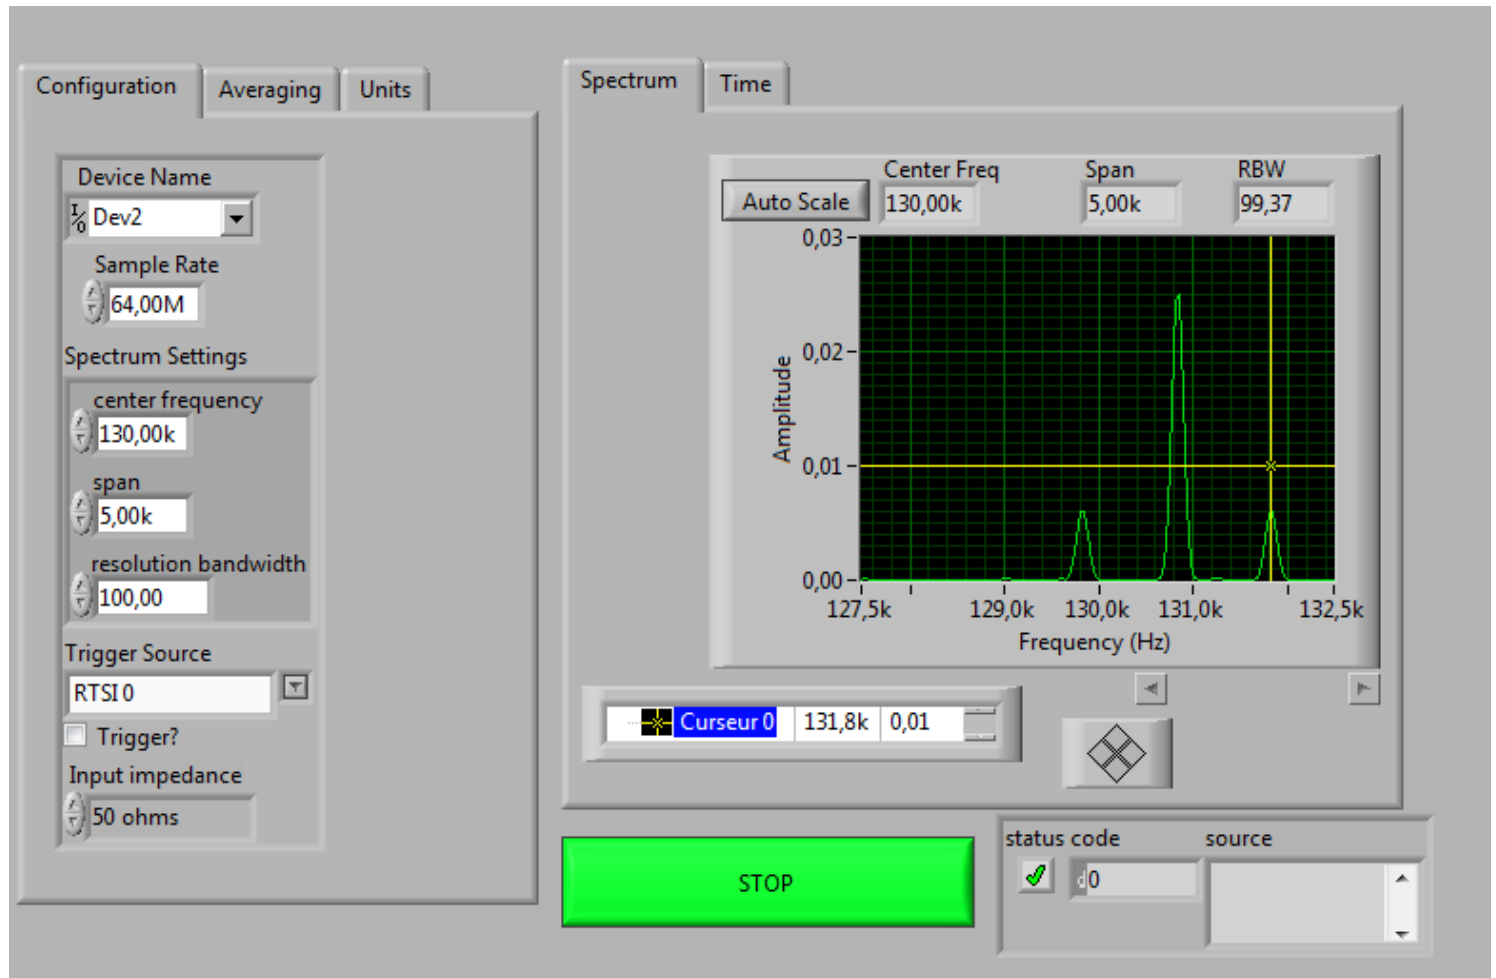 Configuration
Averaging
Units
Device Name
I/O Dev2
Sample Rate
64,00M
Spectrum Settings
center frequency
130,00k
span
5,00k
resolution bandwidth
100,00
Trigger Source
RTSI 0
Trigger?
Input impedance
50 ohms
Spectrum
Time
Center Freq Span RBW
Auto Scale 130,00k 5,00k 99,37
0,03
0,02
0,01
0,00
Amplitude
127,5k 129,0k 130,0k 131,0k 132,5k
Frequency (Hz)
Curseur 0 131,8k 0,01
STOP
status code source
d0